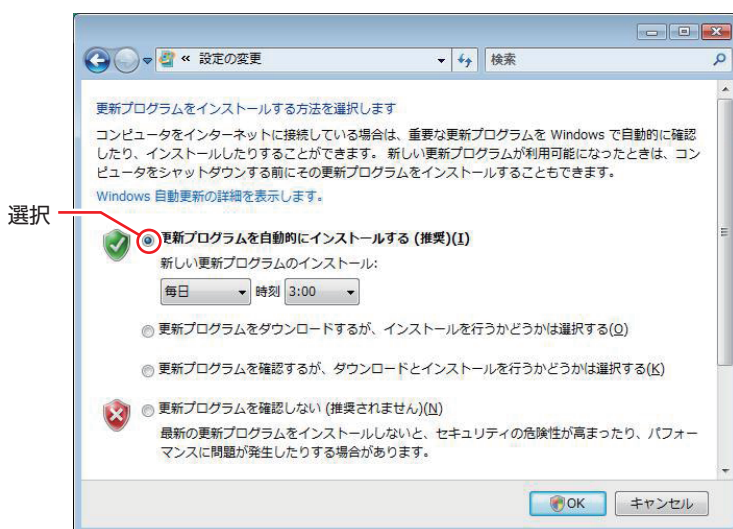 « 設定の変更
検索
更新プログラムをインストールする方法を選択します
コンピュータをインターネットに接続している場合は、重要な更新プログラムを Windows で自動的に確認
したり、インストールしたりすることができます。 新しい更新プログラムが利用可能になったときは、コン
ピュータをシャットダウンする前にその更新プログラムをインストールすることもできます。
Windows 自動更新の詳細を表示します。
選択
更新プログラムを自動的にインストールする (推奨)(I)
新しい更新プログラムのインストール:
毎日 時刻 3:00
更新プログラムをダウンロードするが、インストールを行うかどうかは選択する(O)
更新プログラムを確認するが、ダウンロードとインストールを行うかどうかは選択する(K)
更新プログラムを確認しない (推奨されません)(N)
最新の更新プログラムをインストールしないと、セキュリティの危険性が高まったり、パフォー
マンスに問題が発生したりする場合があります。
OK キャンセル